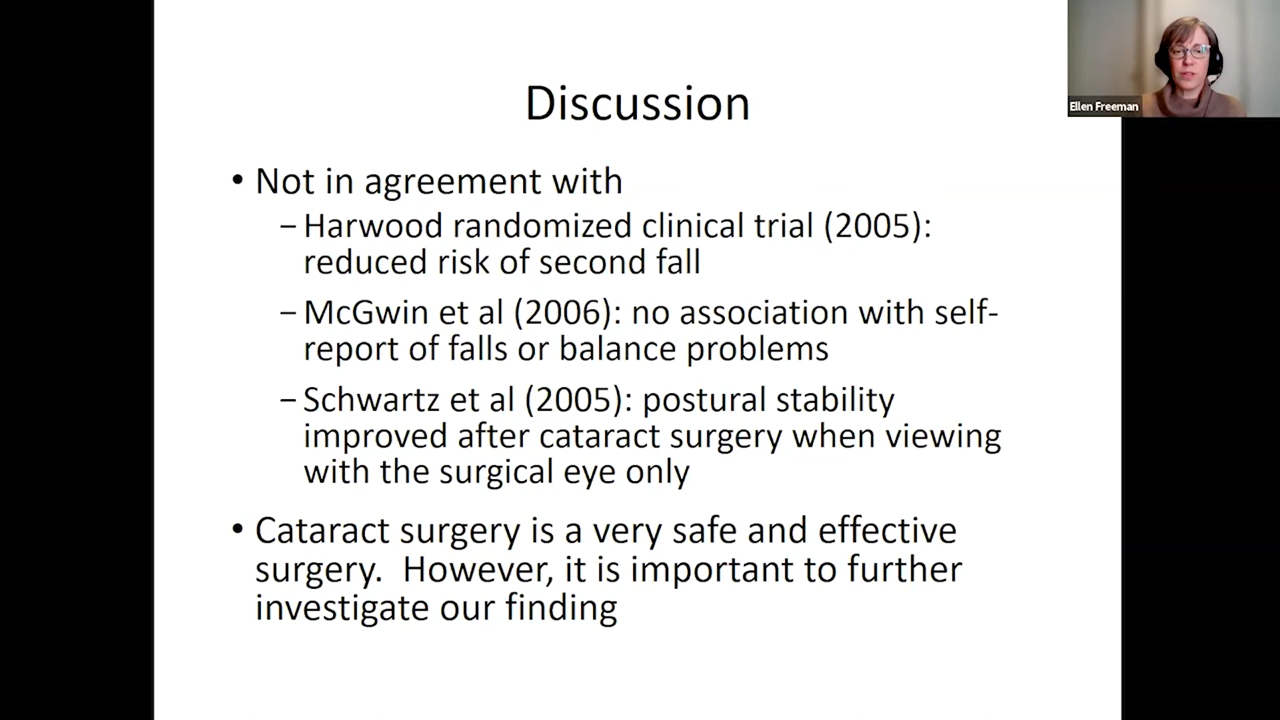 Discussion
Ellen Freeman
• Not in agreement with
– Harwood randomized clinical trial (2005):
reduced risk of second fall
– McGwin et al (2006): no association with self-
report of falls or balance problems
– Schwartz et al (2005): postural stability
improved after cataract surgery when viewing
with the surgical eye only
• Cataract surgery is a very safe and effective
surgery.  However, it is important to further
investigate our finding